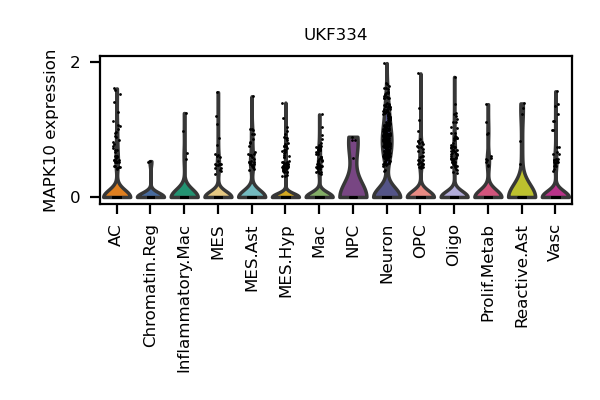 UKF334
MAPK10 expression
2
0
AC
Chromatin.Reg
Inflammatory.Mac
MES
MES.Ast
MES.Hyp
Mac
NPC
Neuron
OPC
Oligo
Prolif.Metab
Reactive.Ast
Vasc